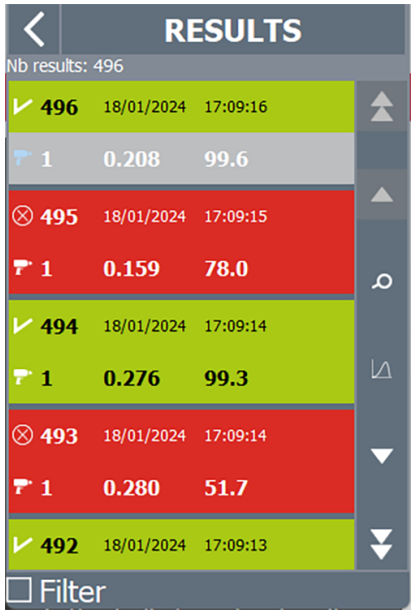 RESULTS
Nb results: 496
496 18/01/2024 17:09:16
1 0.208 99.6
495 18/01/2024 17:09:15
1 0.159 78.0
494 18/01/2024 17:09:14
1 0.276 99.3
493 18/01/2024 17:09:14
1 0.280 51.7
492 18/01/2024 17:09:13
Filter